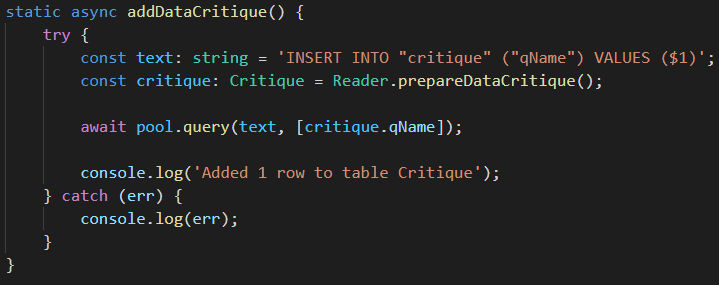 static async addDataCritique() {
    try {
        const text: string = 'INSERT INTO "critique" ("qName") VALUES ($1)';
        const critique: Critique = Reader.prepareDataCritique();

        await pool.query(text, [critique.qName]);

        console.log('Added 1 row to table Critique');
    } catch (err) {
        console.log(err);
    }
}